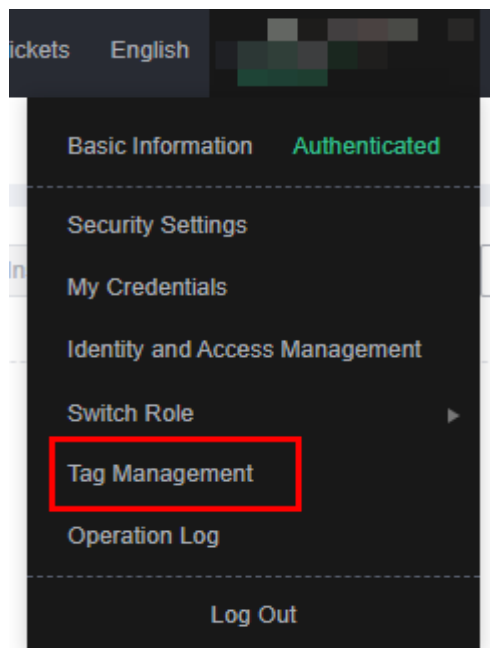 ickets English
Basic Information Authenticated
Security Settings
In
My Credentials
Identity and Access Management
Switch Role
Tag Management
Operation Log
Log Out